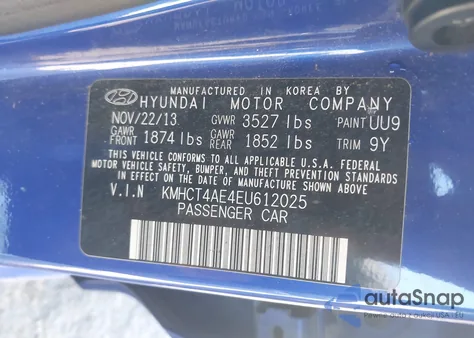 MANUFACTURED IN KOREA BY
HYUNDAI MOTOR COMPANY
NOV/22/13 GVWR 3527 lbs PAINT UU9
GAWR FRONT 1874 lbs GAWR REAR 1852 lbs TRIM 9Y
THIS VEHICLE CONFORMS TO ALL APPLICABLE U.S.A. FEDERAL
MOTOR VEHICLE SAFETY, BUMPER, AND THEFT
IN EFFECT ON THE DATE OF MANUFACTURE SHOWN ABOVE.
V.I.N KMHCT4AE4EU612025
PASSENGER CAR
autoSnap